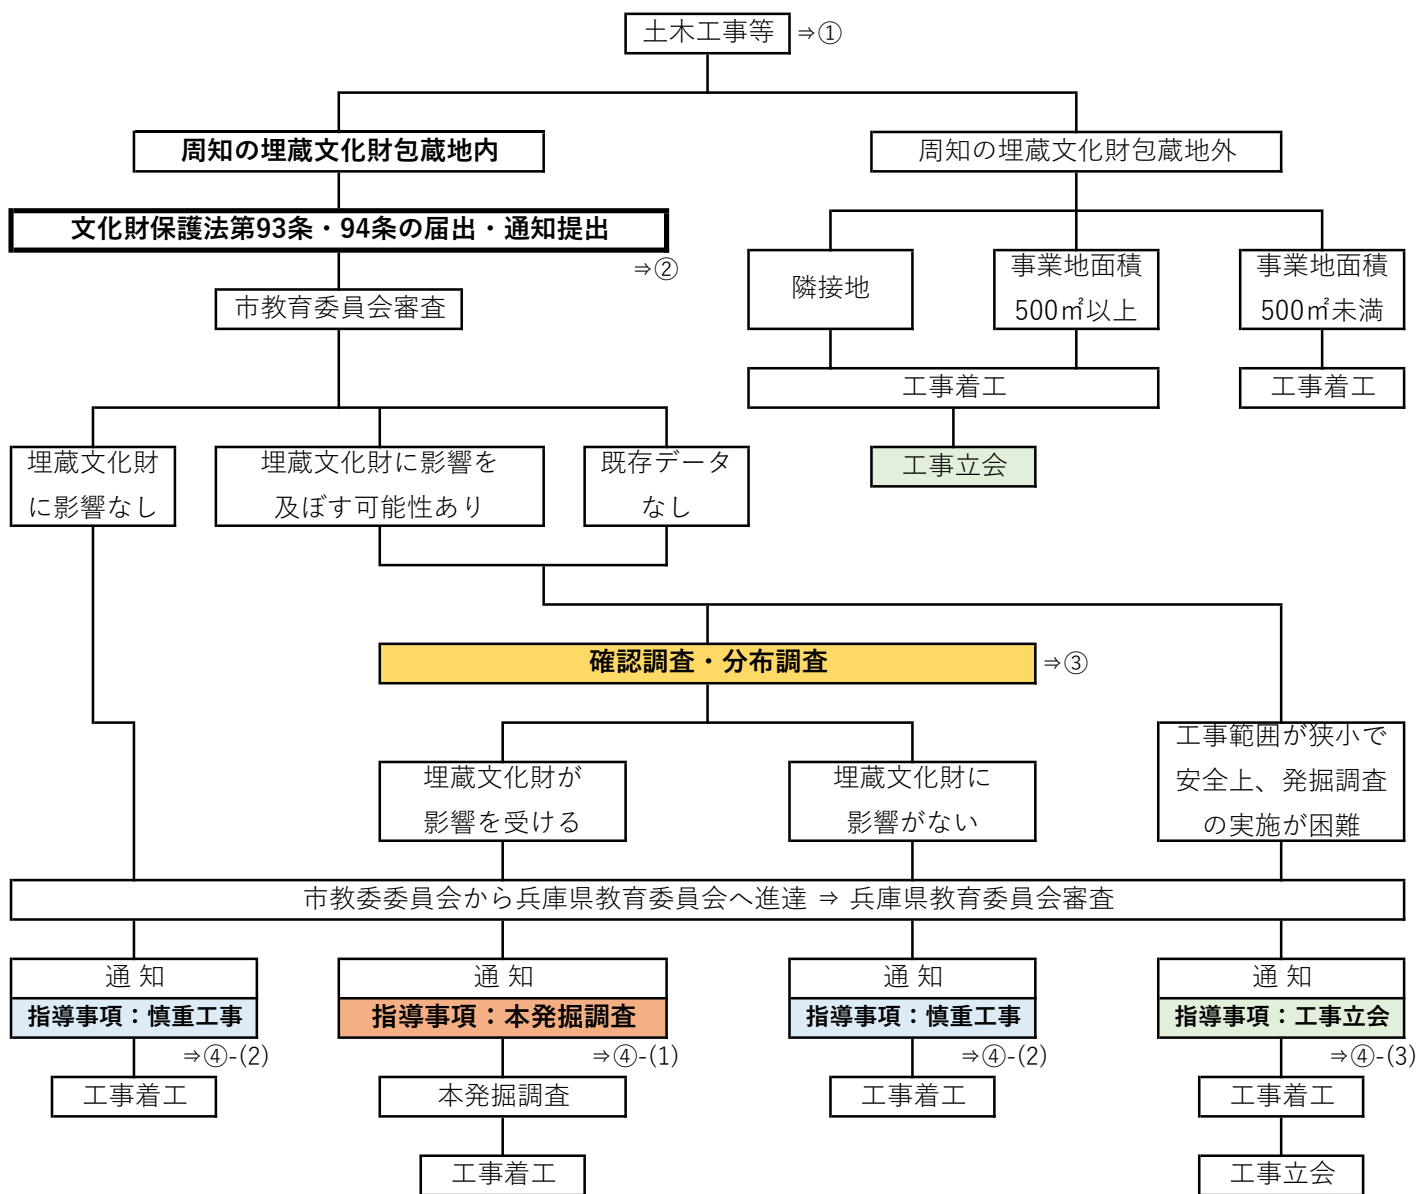 土木工事等 ⇒①
周知の埋蔵文化財包蔵地内
周知の埋蔵文化財包蔵地外
文化財保護法第93条・94条の届出・通知提出
⇒②
市教育委員会審査
隣接地
事業地面積
500㎡以上
事業地面積
500㎡未満
工事着工
工事着工
工事立会
埋蔵文化財
に影響なし
埋蔵文化財に影響を
及ぼす可能性あり
既存データ
なし
確認調査・分布調査 ⇒③
埋蔵文化財が
影響を受ける
埋蔵文化財に
影響がない
工事範囲が狭小で
安全上、発掘調査
の実施が困難
市教委委員会から兵庫県教育委員会へ進達 ⇒ 兵庫県教育委員会審査
通 知
指導事項：慎重工事
⇒④-(2)
工事着工
通 知
指導事項：本発掘調査
⇒④-(1)
本発掘調査
工事着工
通 知
指導事項：慎重工事
⇒④-(2)
工事着工
通 知
指導事項：工事立会
⇒④-(3)
工事着工
工事立会